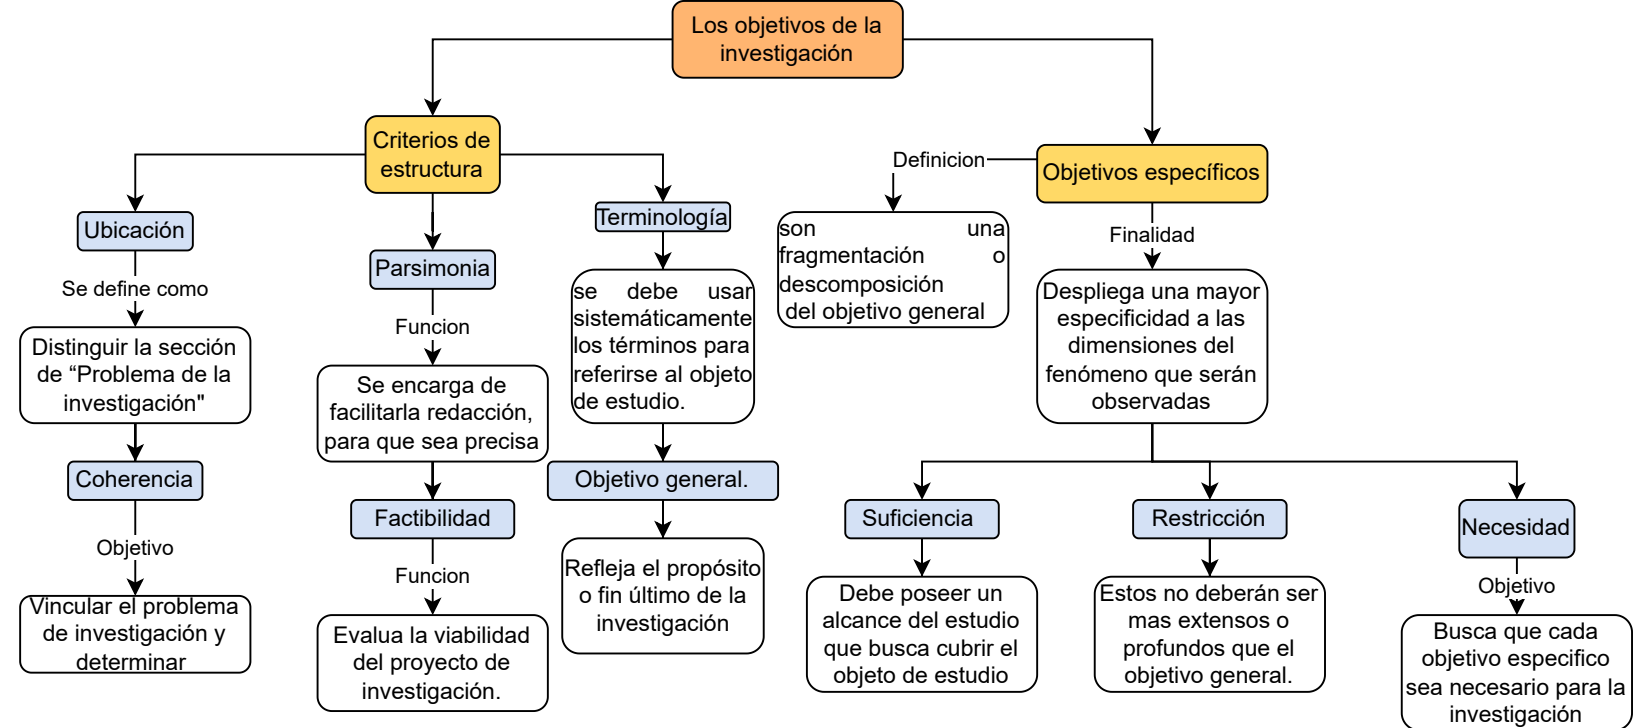 Los objetivos de la
investigación
Criterios de
estructura
Ubicación
Se define como
Distinguir la sección
de “Problema de la
investigación"
Coherencia
Objetivo
Vincular el problema
de investigación y
determinar
Parsimonia
Funcion
Se encarga de
facilitarla redacción,
para que sea precisa
Factibilidad
Funcion
Evalua la viabilidad
del proyecto de
investigación.
Terminología
se debe usar
sistemáticamente
los términos para
referirse al objeto
de estudio.
Objetivo general.
Refleja el propósito
o fin último de la
investigación
Objetivos específicos
Definicion
son una
fragmentación o
descomposición
del objetivo general
Finalidad
Despliega una mayor
especificidad a las
dimensiones del
fenómeno que serán
observadas
Suficiencia
Debe poseer un
alcance del estudio
que busca cubrir el
objeto de estudio
Restricción
Estos no deberán ser
mas extensos o
profundos que el
objetivo general.
Necesidad
Objetivo
Busca que cada
objetivo especifico
sea necesario para la
investigación